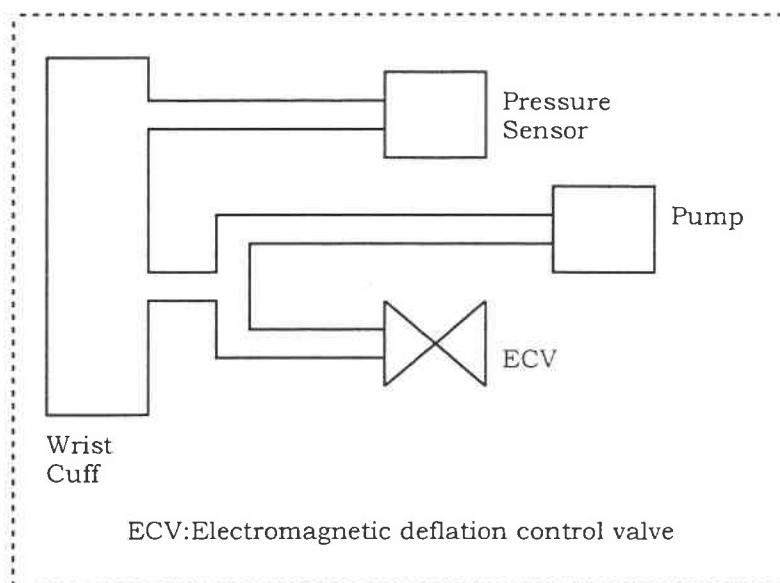 Pressure
Sensor
Pump
ECV
Wrist
Cuff
ECV:Electromagnetic deflation control valve